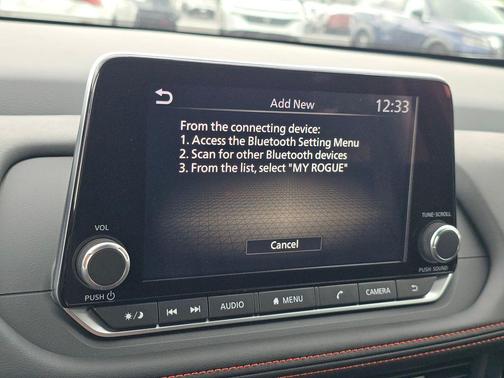 Add New
12:33
From the connecting device:
1. Access the Bluetooth Setting Menu
2. Scan for other Bluetooth devices
3. From the list, select "MY ROGUE"
Cancel
VOL
PUSH
TUNE·SCROLL
PUSH SOUND
AUDIO
MENU
CAMERA